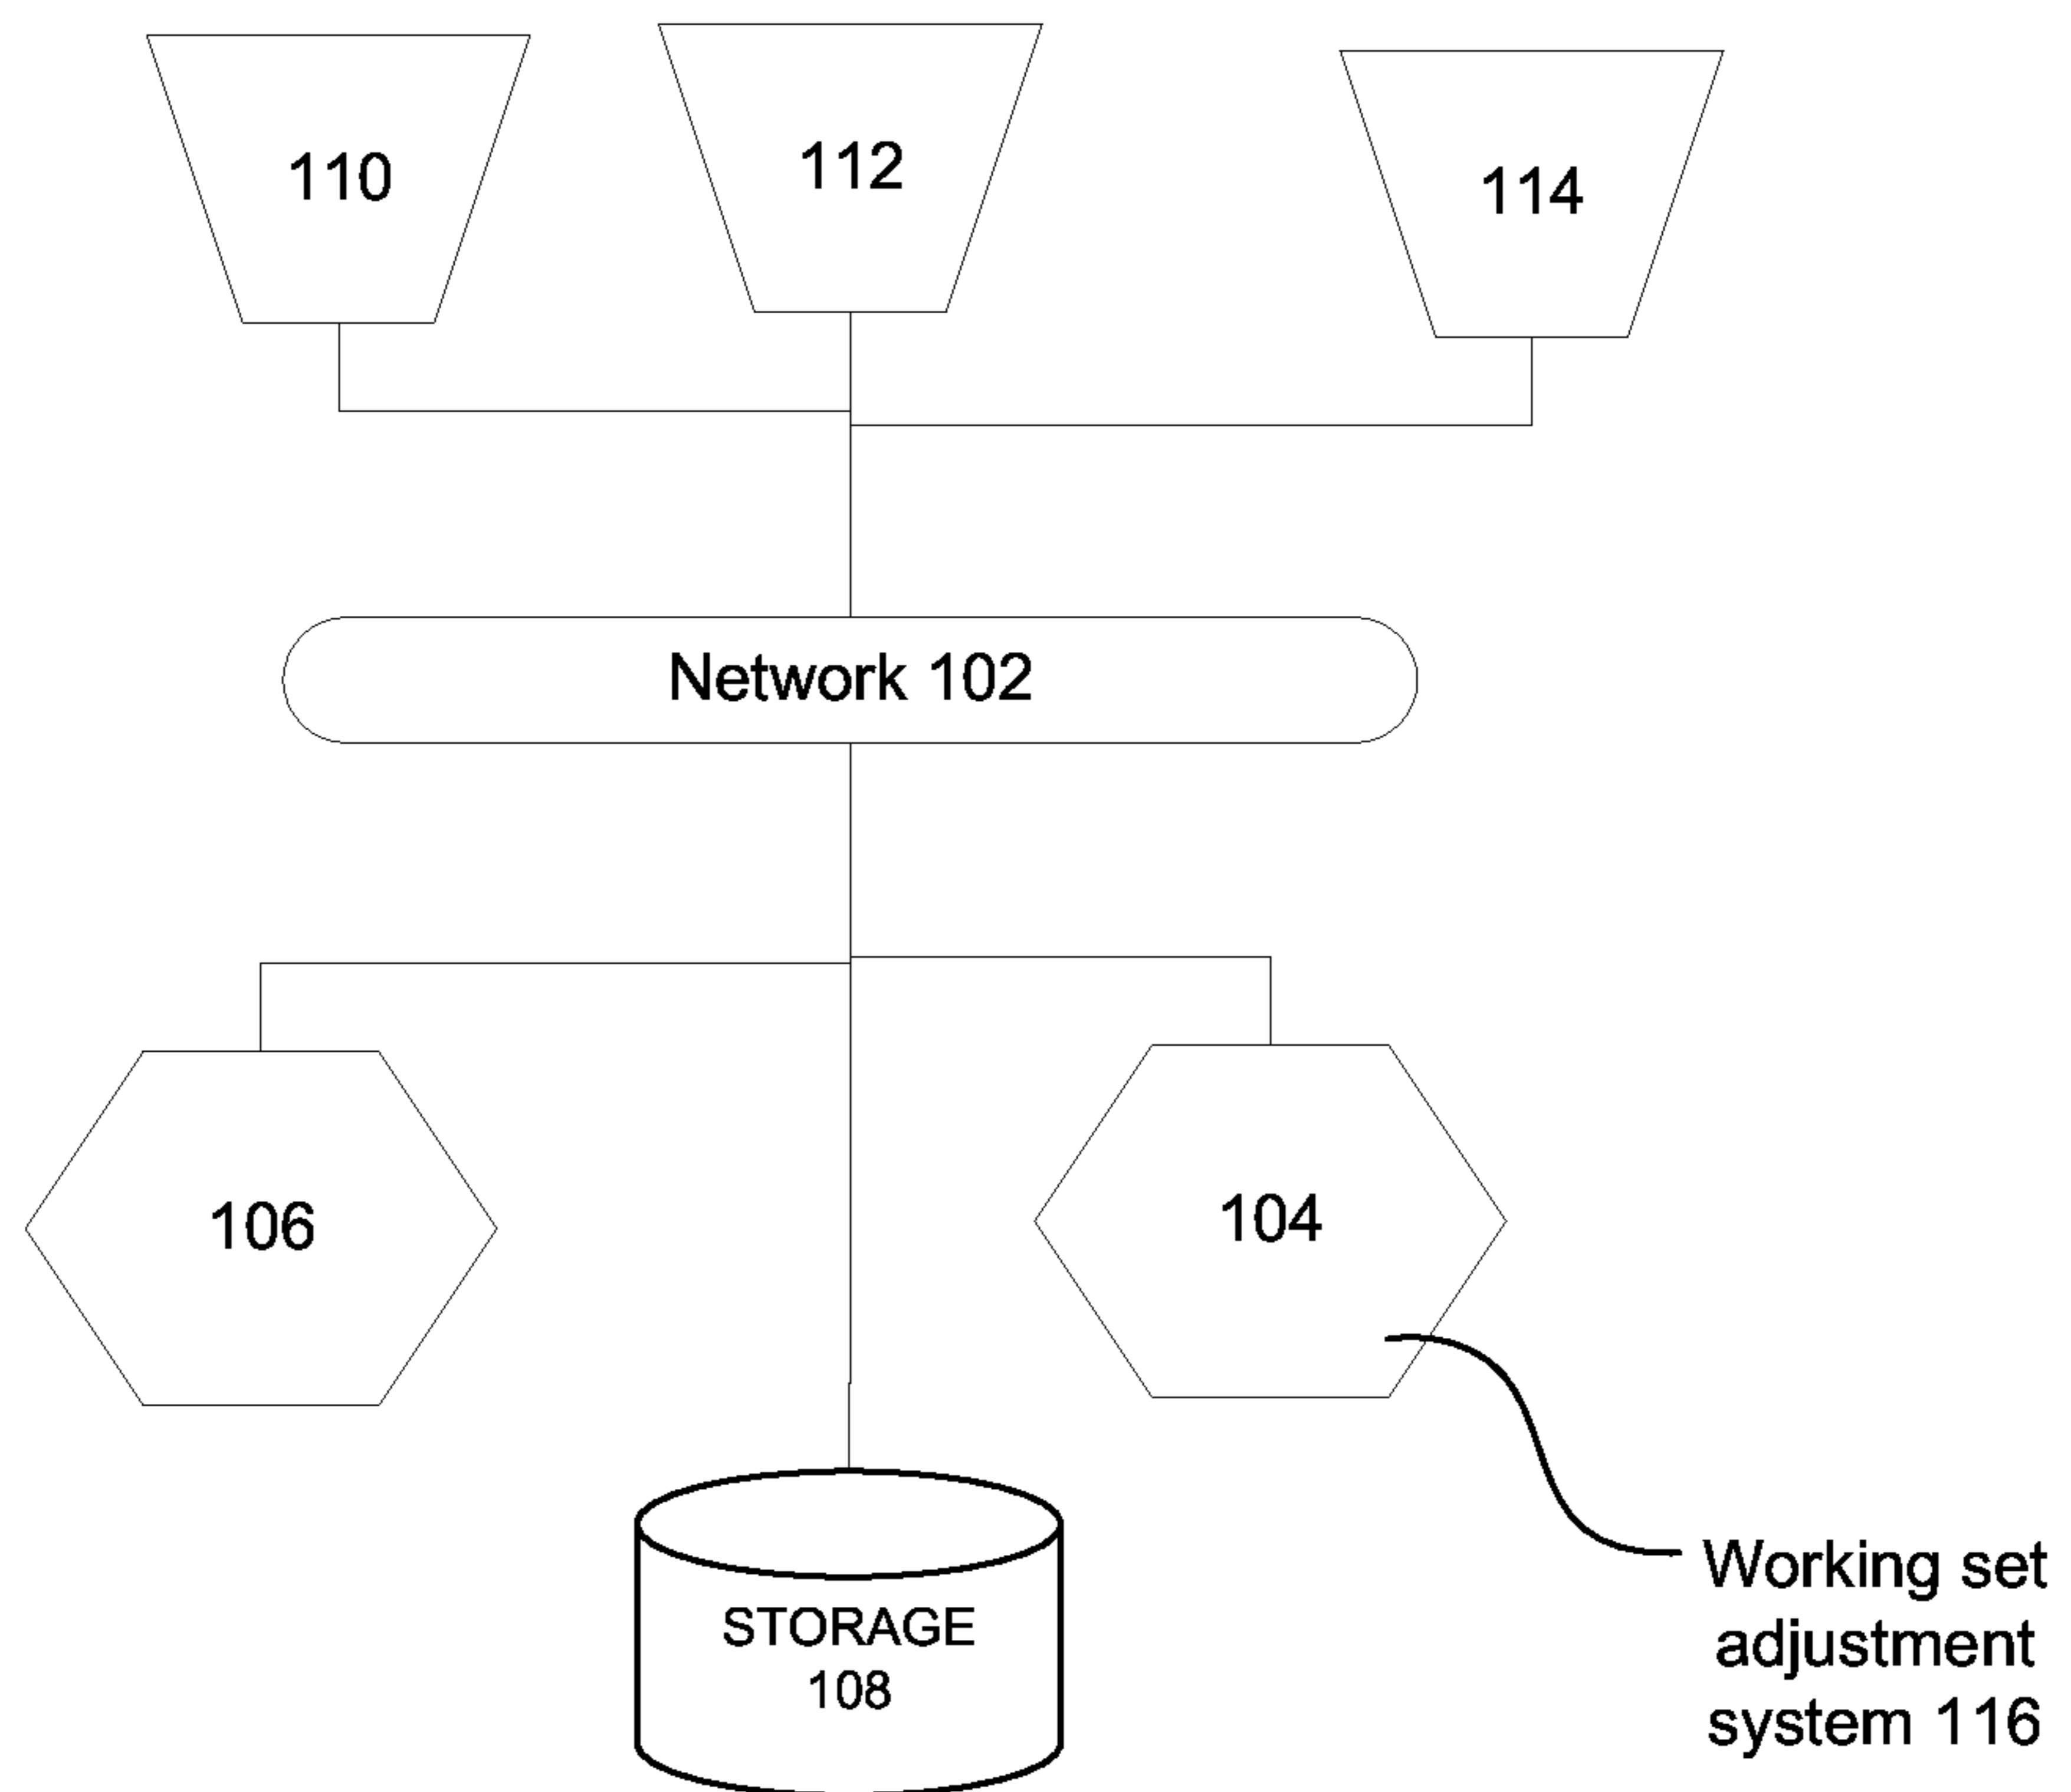 110
112
114
Network 102
106
104
STORAGE
108
Working set
adjustment
system 116